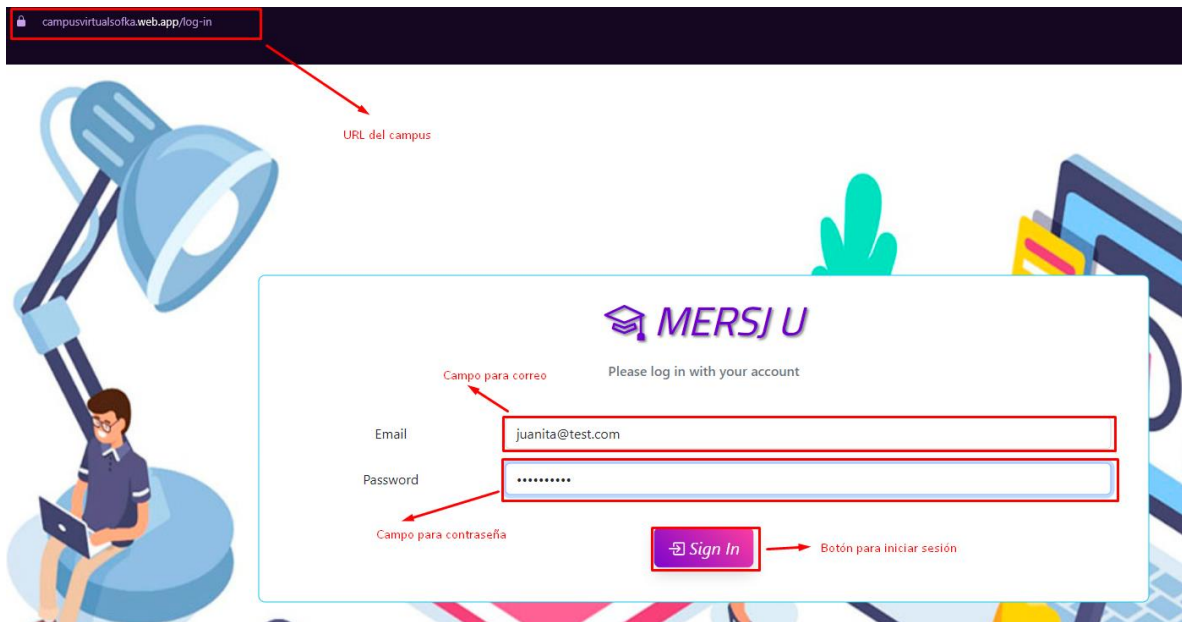 campusvirtualsofka.web.app/log-in
URL del campus
MERSJ U
Please log in with your account
Campo para correo
Email
juanita@test.com
Password
••••••••••
Campo para contraseña
Sign In
Botón para iniciar sesión